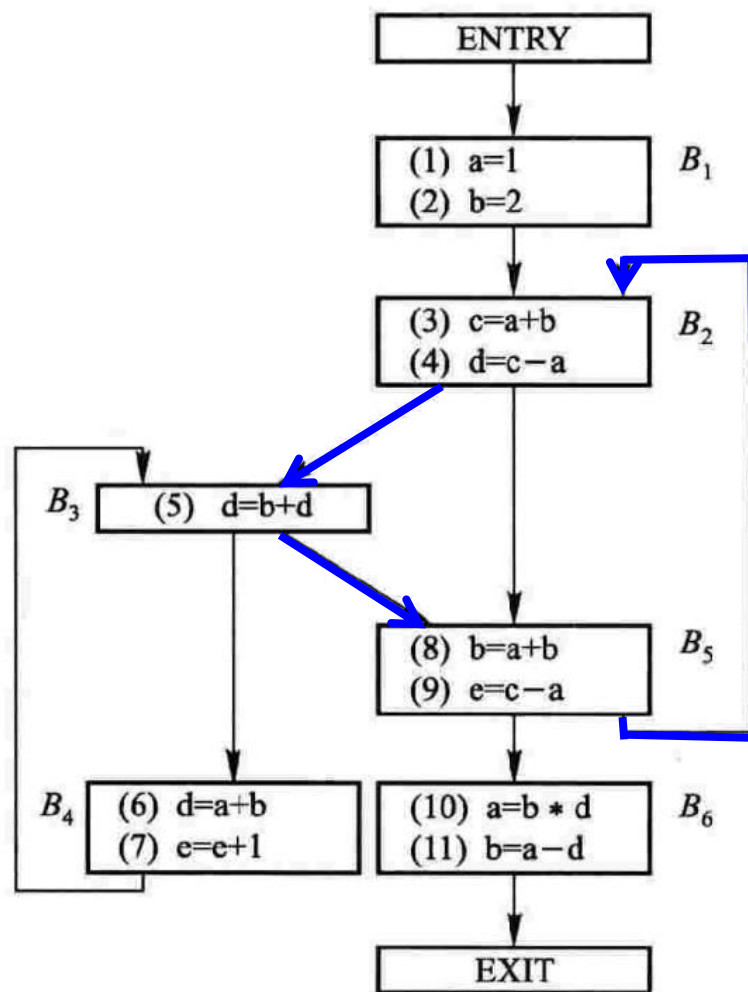 ENTRY
(1) a=1
(2) b=2
B₁
(3) c=a+b
(4) d=c−a
B₂
B₃
(5) d=b+d
(8) b=a+b
(9) e=c−a
B₅
B₄
(6) d=a+b
(7) e=e+1
(10) a=b * d
(11) b=a−d
B₆
EXIT